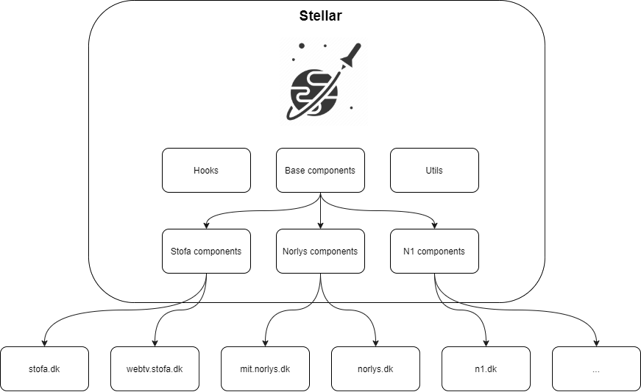 Stellar
Hooks
Base components
Utils
Stofa components
Norlys components
N1 components
stofa.dk
webtv.stofa.dk
mit.norlys.dk
norlys.dk
n1.dk
...